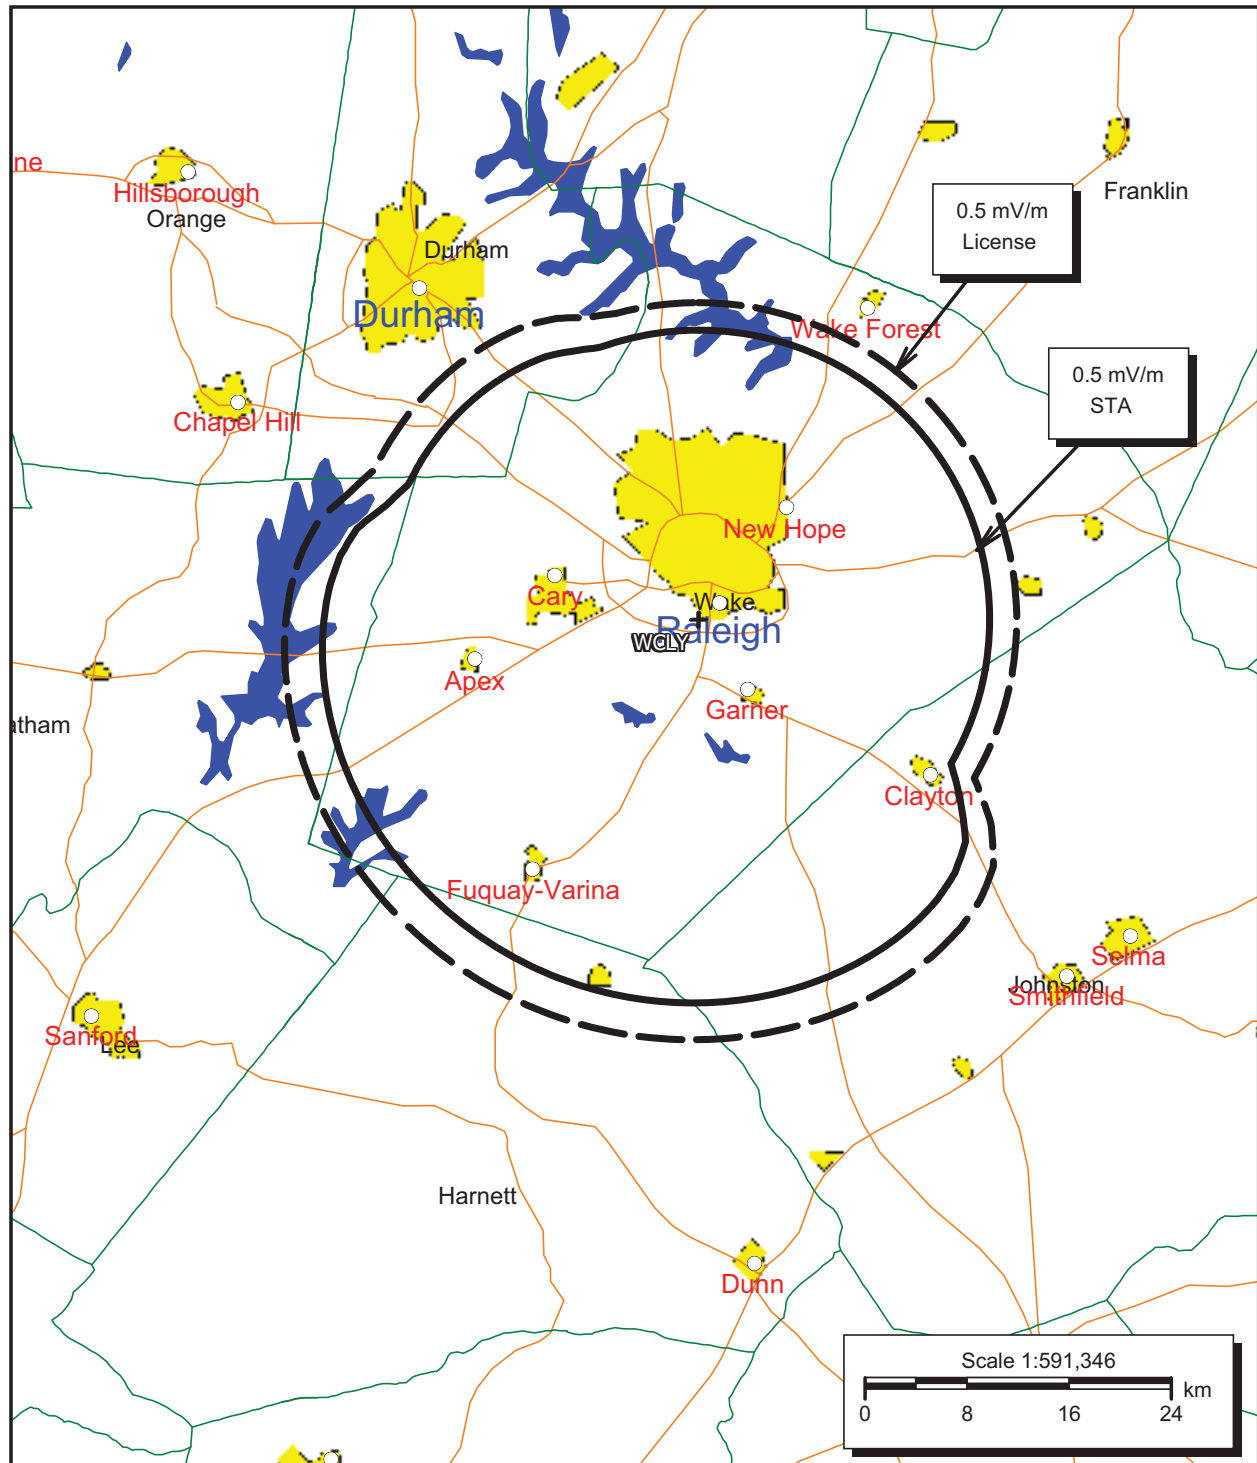 ne
Hillsborough
Orange
Franklin
0.5 mV/m
License
Durham
Durham
Wake Forest
0.5 mV/m
STA
Chapel Hill
New Hope
Cary
Wake
Raleigh
WCLY
Apex
Garner
atham
Clayton
Fuquay-Varina
Selma
Johnston
Smithfield
Sanford
Lee
Harnett
Dunn
Scale 1:591,346
km
0 8 16 24